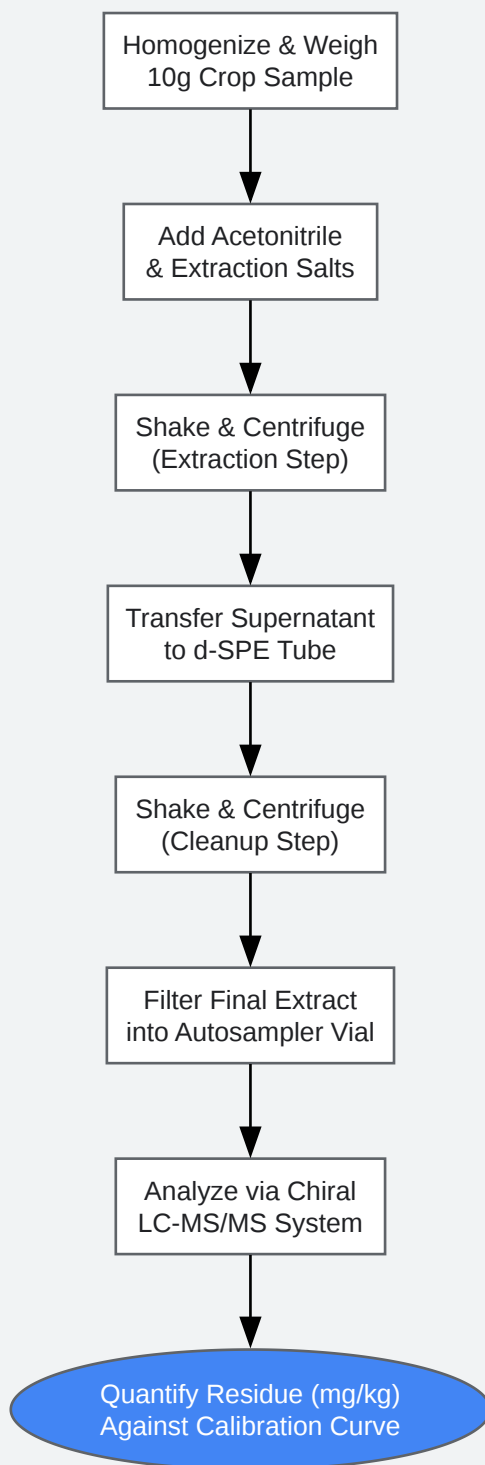 Homogenize & Weigh
10g Crop Sample
Add Acetonitrile
& Extraction Salts
Shake & Centrifuge
(Extraction Step)
Transfer Supernatant
to d-SPE Tube
Shake & Centrifuge
(Cleanup Step)
Filter Final Extract
into Autosampler Vial
Analyze via Chiral
LC-MS/MS System
Quantify Residue (mg/kg)
Against Calibration Curve